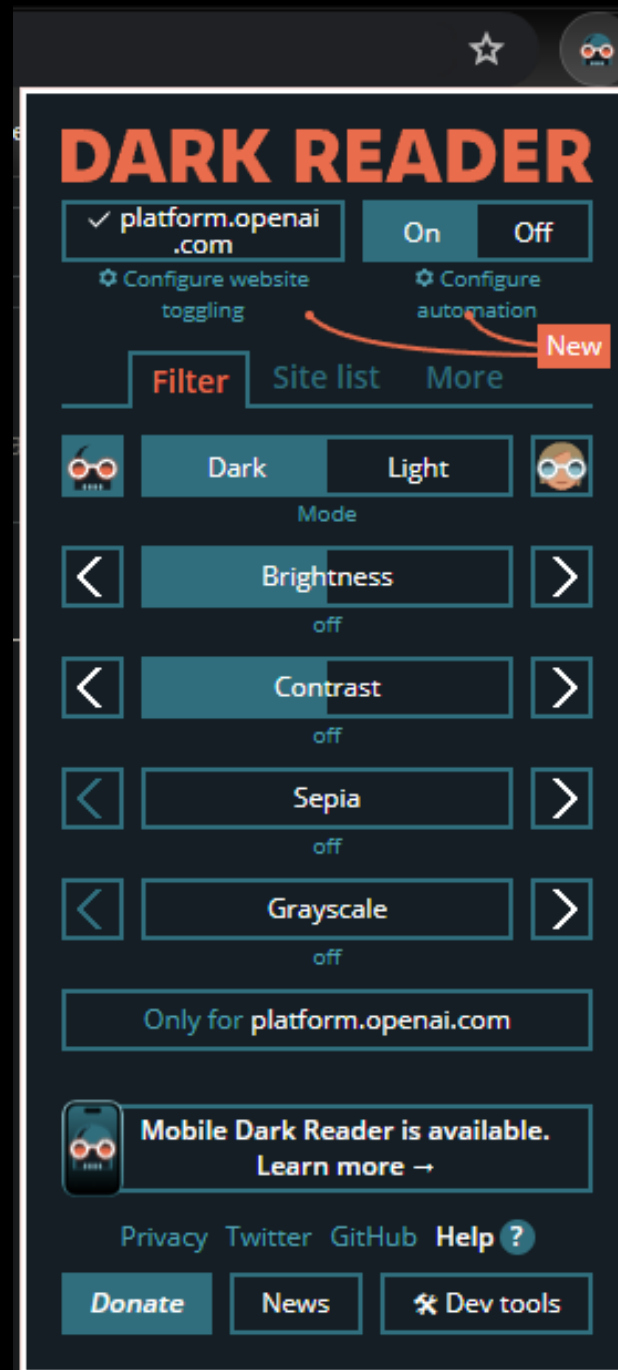 DARK READER
✓ platform.openai
.com
On Off
Configure website
toggling
Configure
automation
New
Filter Site list More
Dark Light
Mode
Brightness
off
Contrast
off
Sepia
off
Grayscale
off
Only for platform.openai.com
Mobile Dark Reader is available.
Learn more →
Privacy Twitter GitHub Help ?
Donate News 🛠 Dev tools